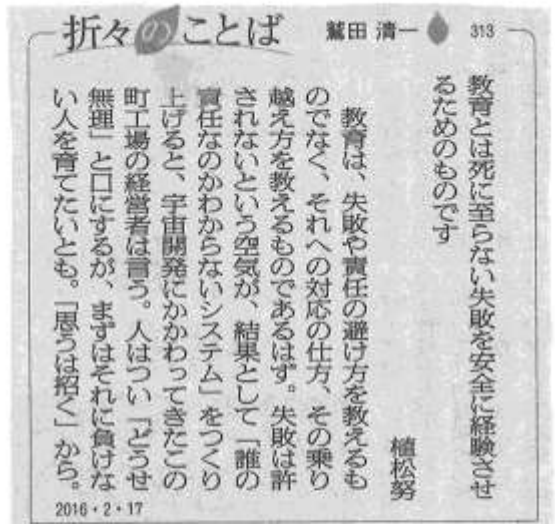 折々のことば
鷲田 清一
313
教育とは死に至らない失敗を安全に経験させ
るためのものです
植松努
教育は、失敗や責任の避け方を教えるも
のでなく、それへの対応の仕方、その乗り
越え方を教えるものであるはず。失敗は許
されないという空気が、結果として「誰の
責任なのかわからないシステム」をつくり
上げると、宇宙開発にかかわってきたこの
町工場の経営者は言う。人はつい「どうせ
無理」と口にするが、まずはそれに負けな
い人を育てたいとも。「思うは招く」から。
2016・2・17